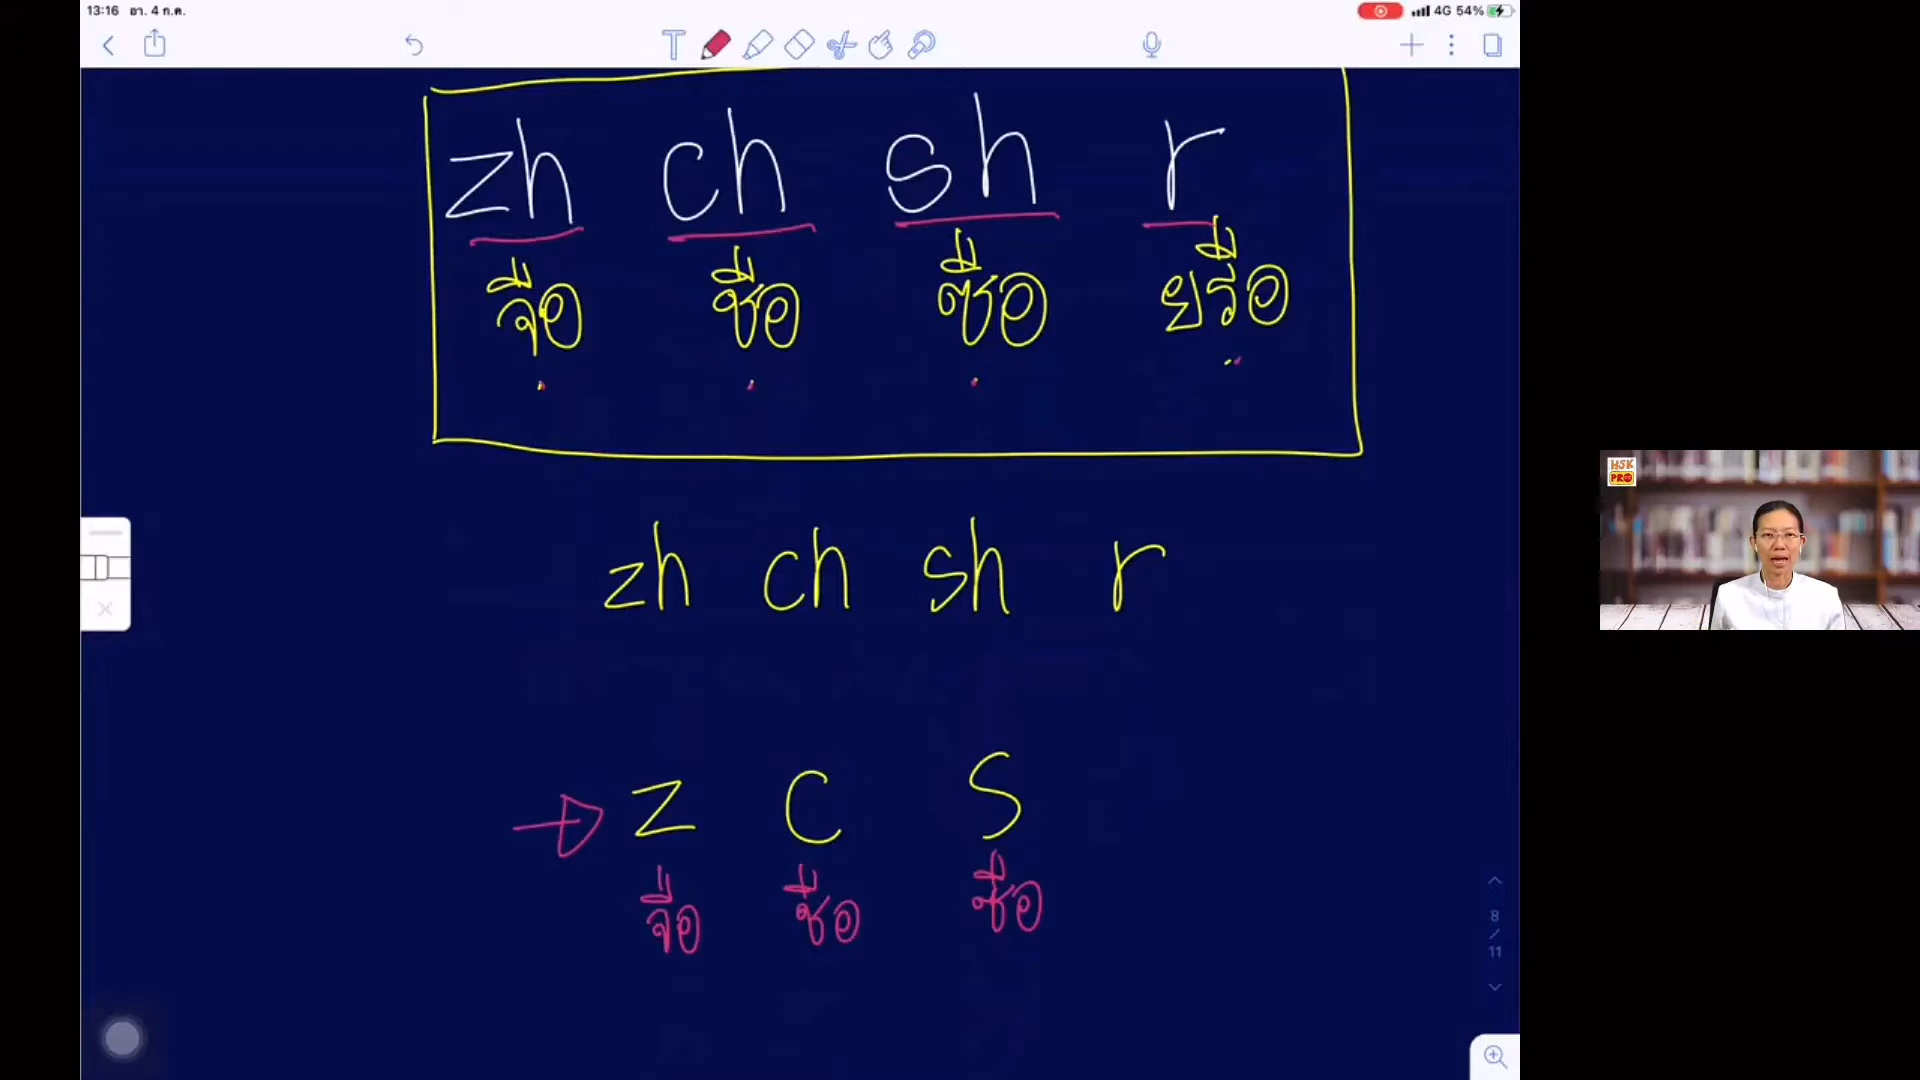 13:16 อา. 4 ก.ค. 4G 54%
T
zh ch sh r
จื่อ ชื่อ ซื่อ ยรื่อ
HSK
PRO
zh ch sh r
z c s
จื่อ ชื่อ ซื่อ
8
/
11